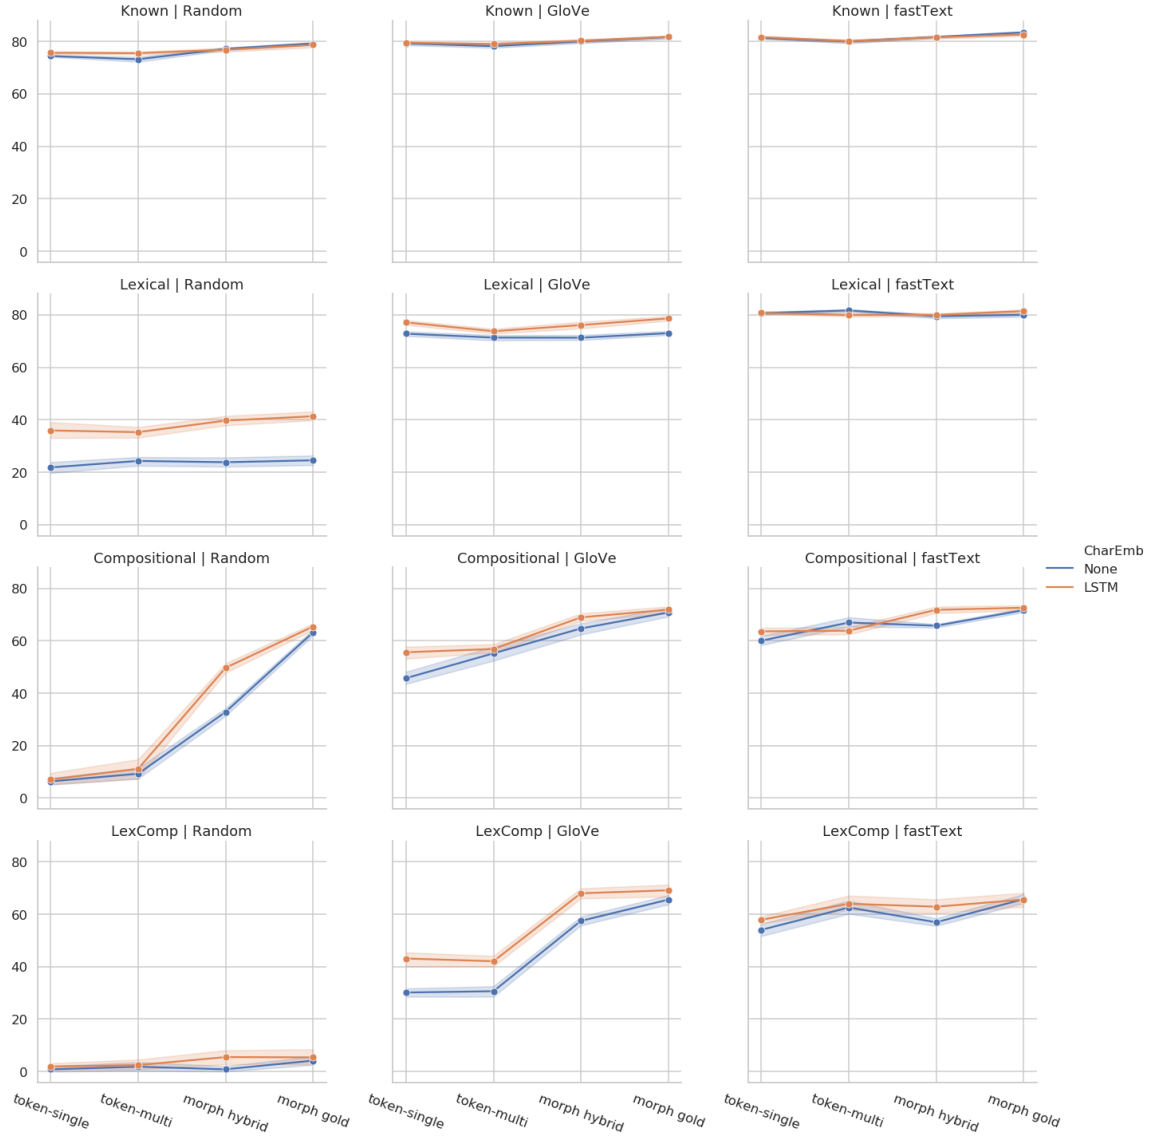 Known | Random
Known | GloVe
Known | fastText
80
60
40
20
0
Lexical | Random
Lexical | GloVe
Lexical | fastText
80
60
40
20
0
Compositional | Random
Compositional | GloVe
Compositional | fastText
80
60
40
20
0
CharEmb
None
LSTM
LexComp | Random
LexComp | GloVe
LexComp | fastText
80
60
40
20
0
token-single
token-multi
morph hybrid
morph gold
token-single
token-multi
morph hybrid
morph gold
token-single
token-multi
morph hybrid
morph gold